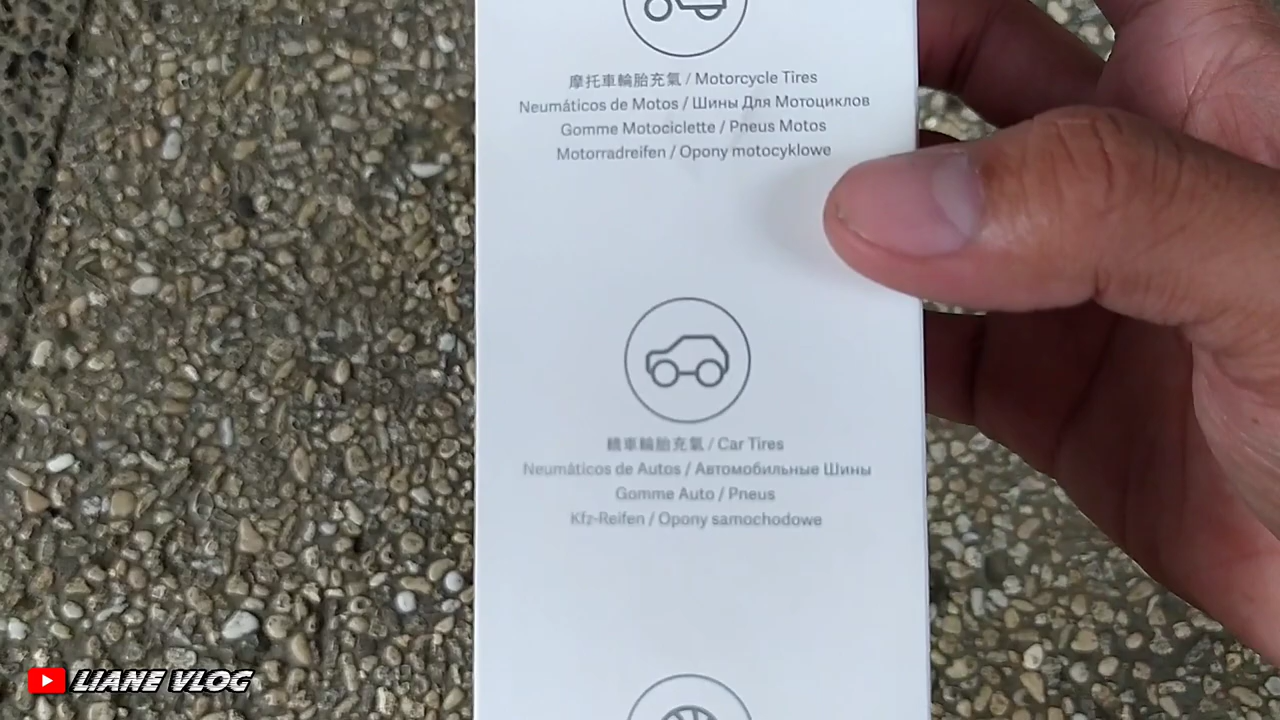 摩托車輪胎充氣 / Motorcycle Tires
Neumáticos de Motos / Шины Для Мотоциклов
Gomme Motociclette / Pneus Motos
Motorradreifen / Opony motocyklowe
轎車輪胎充氣 / Car Tires
Neumáticos de Autos / Автомобильные Шины
Gomme Auto / Pneus
Kfz-Reifen / Opony samochodowe
LIANE VLOG